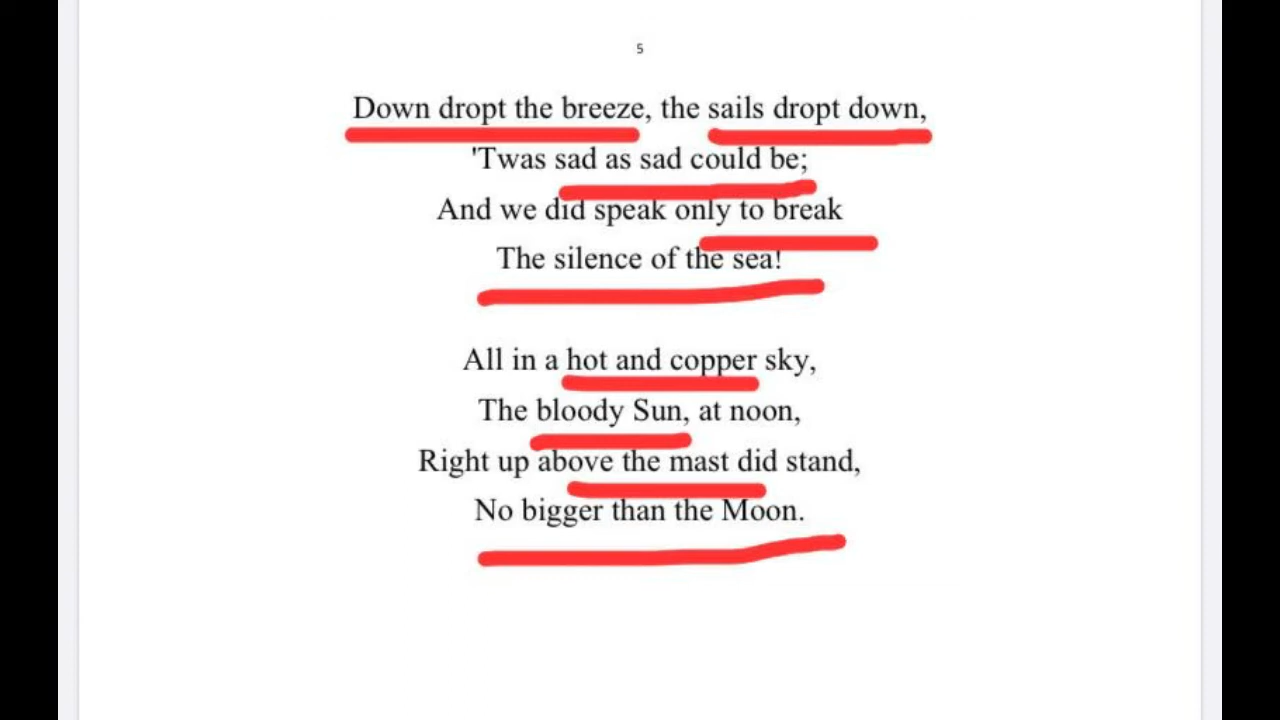 5
Down dropt the breeze, the sails dropt down,
'Twas sad as sad could be;
And we did speak only to break
The silence of the sea!
All in a hot and copper sky,
The bloody Sun, at noon,
Right up above the mast did stand,
No bigger than the Moon.